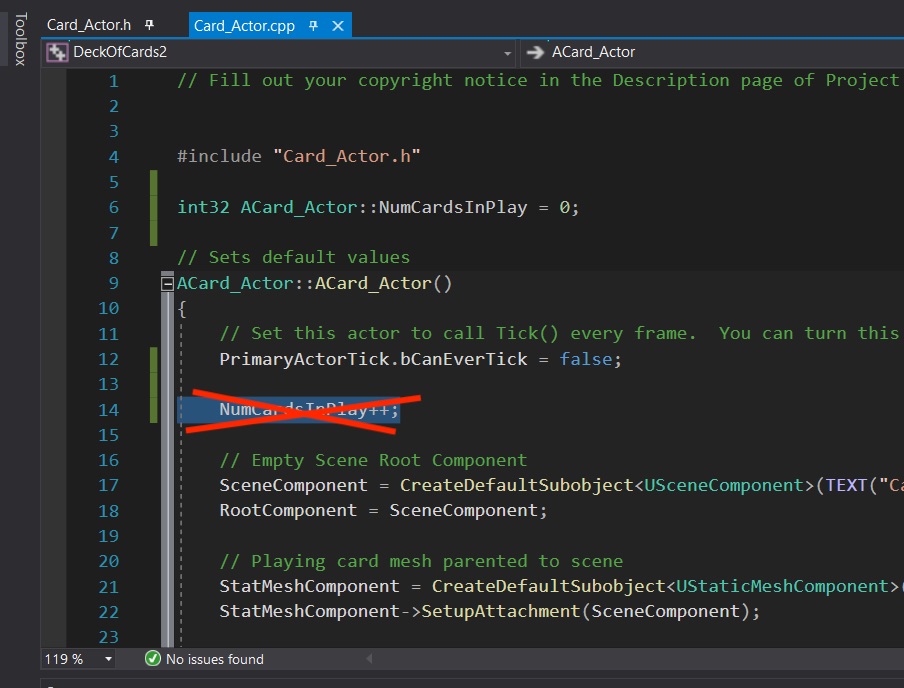 Toolbox
Card_Actor.h
Card_Actor.cpp
DeckOfCards2
ACard_Actor
1 // Fill out your copyright notice in the Description page of Project
2
3
4 #include "Card_Actor.h"
5
6 int32 ACard_Actor::NumCardsInPlay = 0;
7
8 // Sets default values
9 ACard_Actor::ACard_Actor()
10 {
11 // Set this actor to call Tick() every frame.  You can turn this
12 PrimaryActorTick.bCanEverTick = false;
13
14 NumCardsInPlay++;
15
16 // Empty Scene Root Component
17 SceneComponent = CreateDefaultSubobject<USceneComponent>(TEXT("Ca
18 RootComponent = SceneComponent;
19
20 // Playing card mesh parented to scene
21 StatMeshComponent = CreateDefaultSubobject<UStaticMeshComponent>(
22 StatMeshComponent->SetupAttachment(SceneComponent);
23
119 %
No issues found